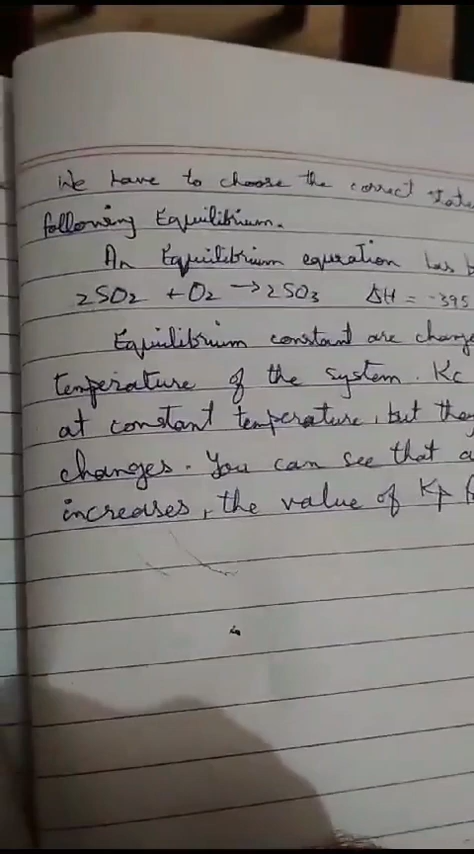 We have to choose the correct state
following Equilibrium.
An Equilibrium equration has b
2SO2 + O2 → 2SO3 ΔH = -395
Equilibrium constant are change
temperature of the system. Kc
at constant temperature, but they
changes. You can see that a
increases, the value of Kp f